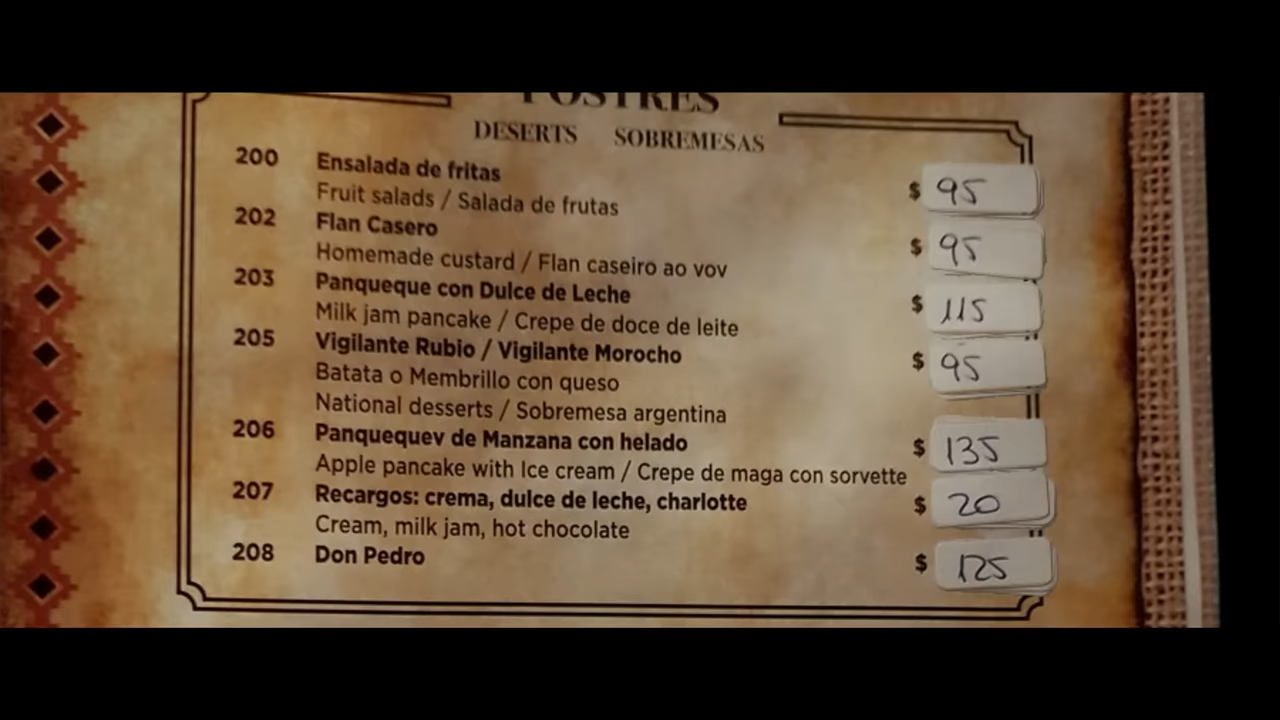 POSTRES
DESERTS SOBREMESAS
200 Ensalada de fritas $ 95
Fruit salads / Salada de frutas
202 Flan Casero $ 95
Homemade custard / Flan caseiro ao vov
203 Panqueque con Dulce de Leche $ 115
Milk jam pancake / Crepe de doce de leite
205 Vigilante Rubio / Vigilante Morocho $ 95
Batata o Membrillo con queso
National desserts / Sobremesa argentina
206 Panquequev de Manzana con helado $ 135
Apple pancake with Ice cream / Crepe de maga con sorvette
207 Recargos: crema, dulce de leche, charlotte $ 20
Cream, milk jam, hot chocolate
208 Don Pedro $ 125